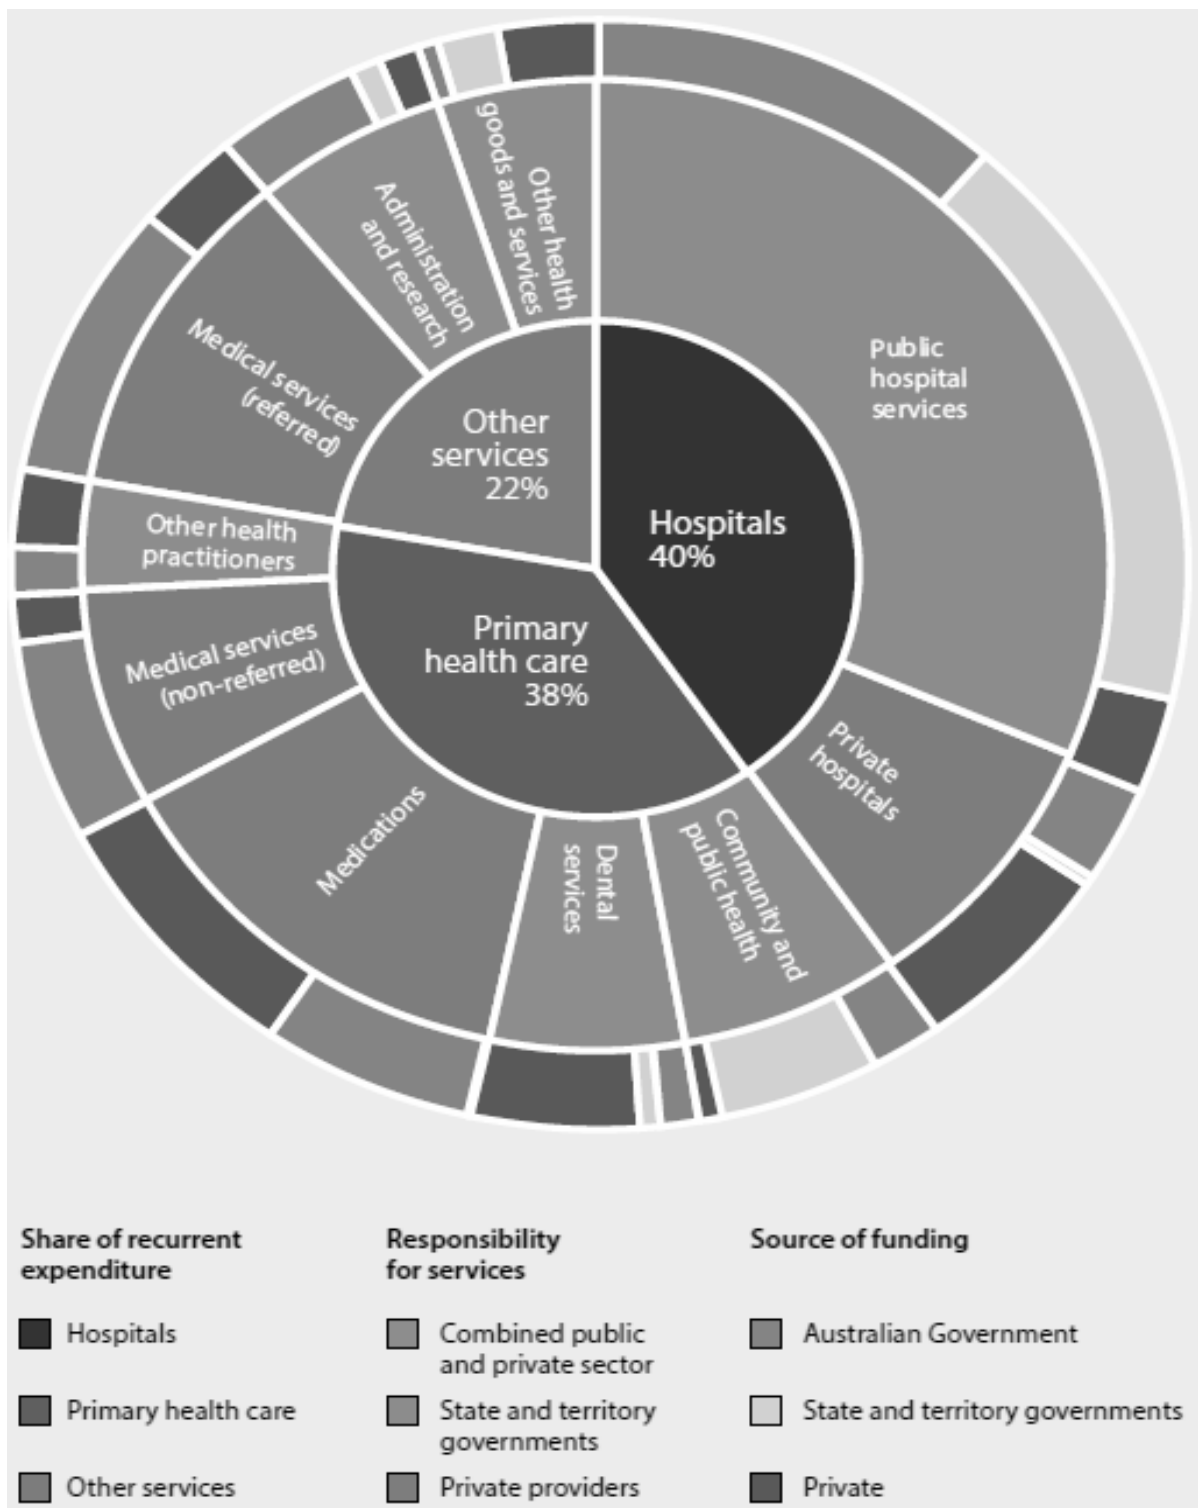 Other health
goods and services
Administration
and research
Medical services
(referred)
Other health
practitioners
Medical services
(non-referred)
Medications
Dental
services
Community and
public health
Private
hospitals
Public
hospital
services
Other
services
22%
Hospitals
40%
Primary
health care
38%
Share of recurrent
expenditure
Hospitals
Primary health care
Other services
Responsibility
for services
Combined public
and private sector
State and territory
governments
Private providers
Source of funding
Australian Government
State and territory governments
Private